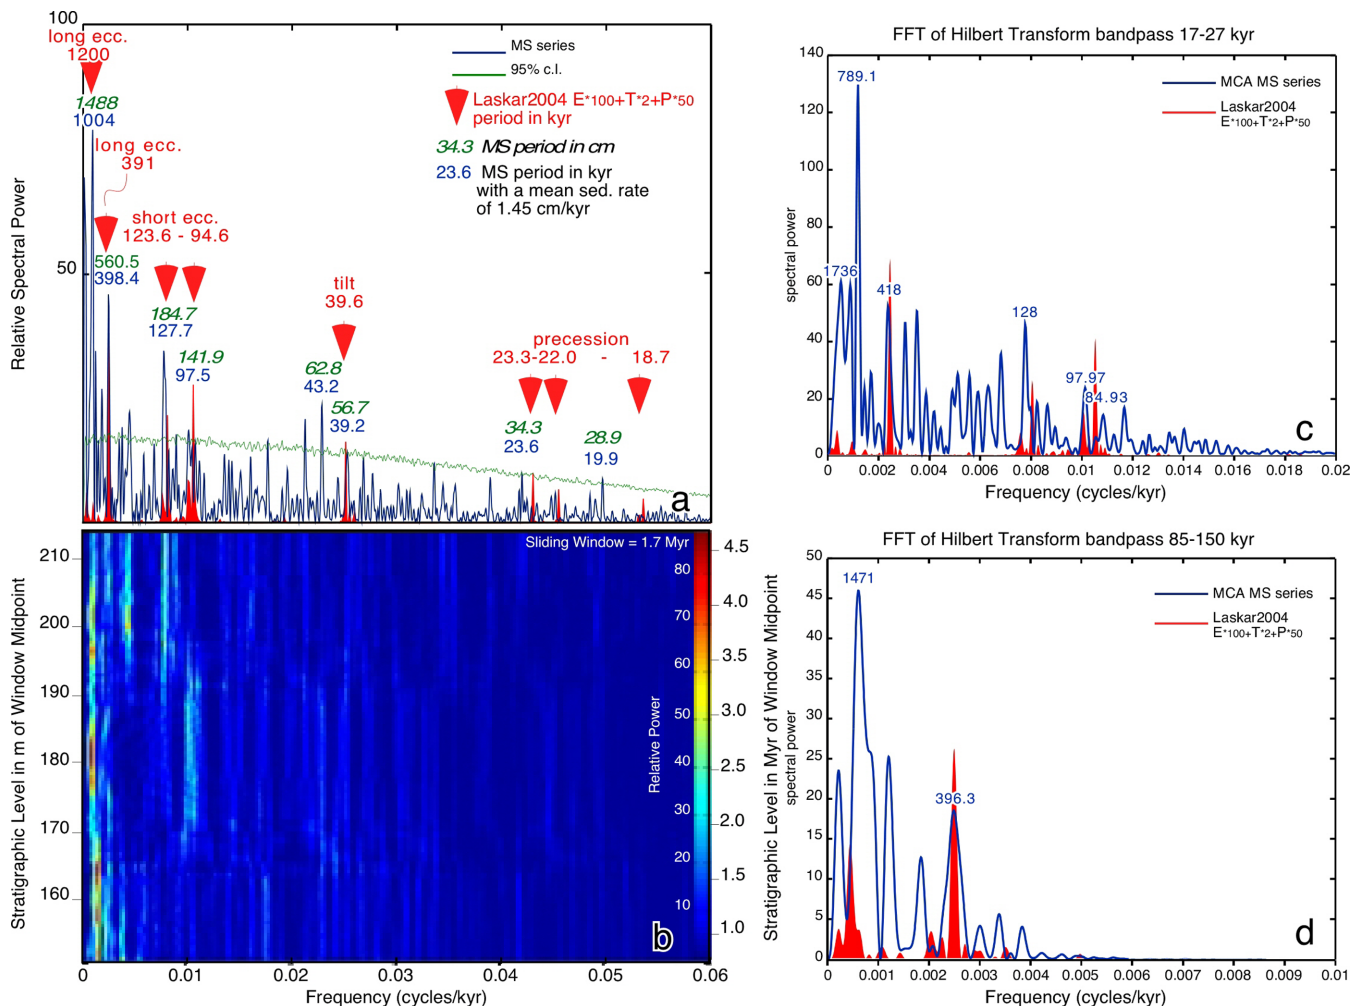 100
long ecc.
1200
1488
1004
long ecc.
391
short ecc.
123.6 - 94.6
560.5
398.4
184.7
127.7
141.9
97.5
tilt
39.6
62.8
43.2
56.7
39.2
precession
23.3-22.0 - 18.7
34.3
23.6
28.9
19.9
MS series
95% c.l.
Laskar2004 E*100+T*2+P*50
period in kyr
34.3 MS period in cm
23.6 MS period in kyr
with a mean sed. rate
of 1.45 cm/kyr
50
Relative Spectral Power
a
Sliding Window = 1.7 Myr
210
200
190
180
170
160
Stratigraphic Level in m of Window Midpoint
80
70
60
50
40
30
20
10
Relative Power
4.5
4.0
3.5
3.0
2.5
2.0
1.5
1.0
Stratigraphic Level in Myr of Window Midpoint
b
0 0.01 0.02 0.03 0.04 0.05 0.06
Frequency (cycles/kyr)
FFT of Hilbert Transform bandpass 17-27 kyr
140
120
100
80
60
40
20
0
spectral power
789.1
1736
418
128
97.97
84.93
MCA MS series
Laskar2004
E*100+T*2+P*50
c
0 0.002 0.004 0.006 0.008 0.01 0.012 0.014 0.016 0.018 0.02
Frequency (cycles/kyr)
FFT of Hilbert Transform bandpass 85-150 kyr
50
45
40
35
30
25
20
15
10
5
0
spectral power
1471
396.3
MCA MS series
Laskar2004
E*100+T*2+P*50
d
0 0.001 0.002 0.003 0.004 0.005 0.006 0.007 0.008 0.009 0.01
Frequency (cycles/kyr)